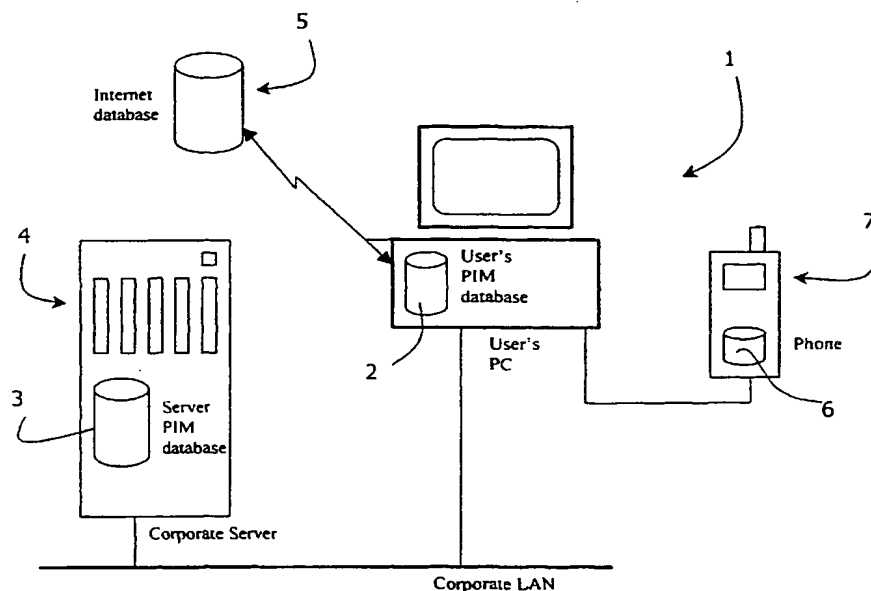 5
1
Internet
database
4
7
User's
PIM
database
User's
PC
2
Phone
6
3
Server
PIM
database
Corporate Server
Corporate LAN